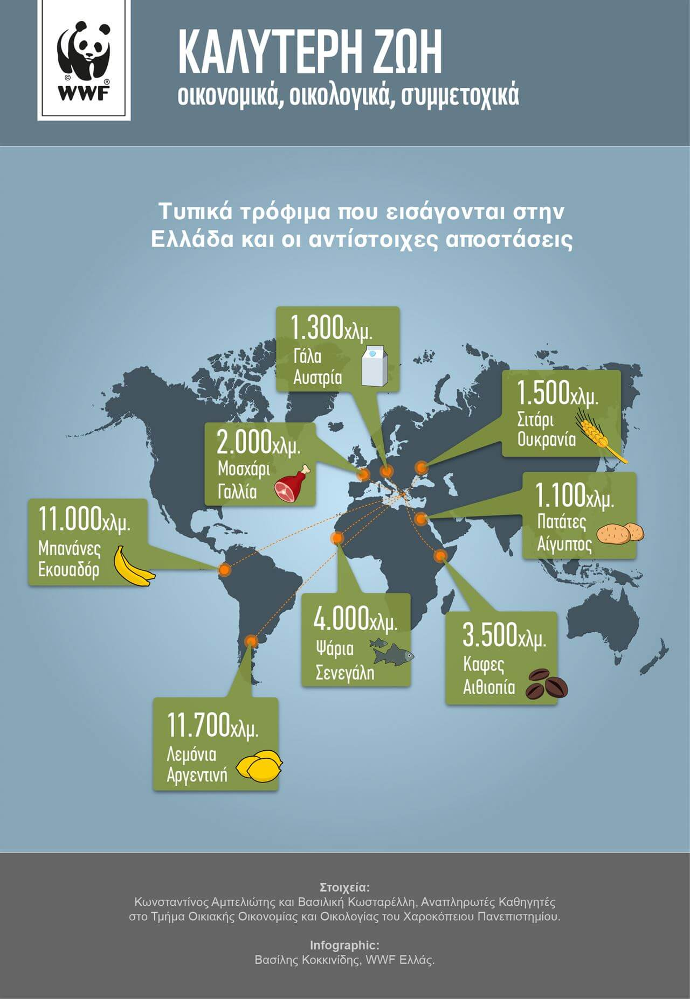 WWF
ΚΑΛΥΤΕΡΗ ΖΩΗ
οικονομικά, οικολογικά, συμμετοχικά
Τυπικά τρόφιμα που εισάγονται στην
Ελλάδα και οι αντίστοιχες αποστάσεις
1.300χλμ.
Γάλα
Αυστρία
1.500χλμ.
Σιτάρι
Ουκρανία
2.000χλμ.
Μοσχάρι
Γαλλία
1.100χλμ.
Πατάτες
Αίγυπτος
11.000χλμ.
Μπανάνες
Εκουαδόρ
4.000χλμ.
Ψάρια
Σενεγάλη
3.500χλμ.
Καφες
Αιθιοπία
11.700χλμ.
Λεμόνια
Αργεντινή
Στοιχεία:
Κωνσταντίνος Αμπελιώτης και Βασιλική Κωσταρέλλη, Αναπληρωτές Καθηγητές
στο Τμήμα Οικιακής Οικονομίας και Οικολογίας του Χαροκόπειου Πανεπιστημίου.
Infographic:
Βασίλης Κοκκινίδης, WWF Ελλάς.